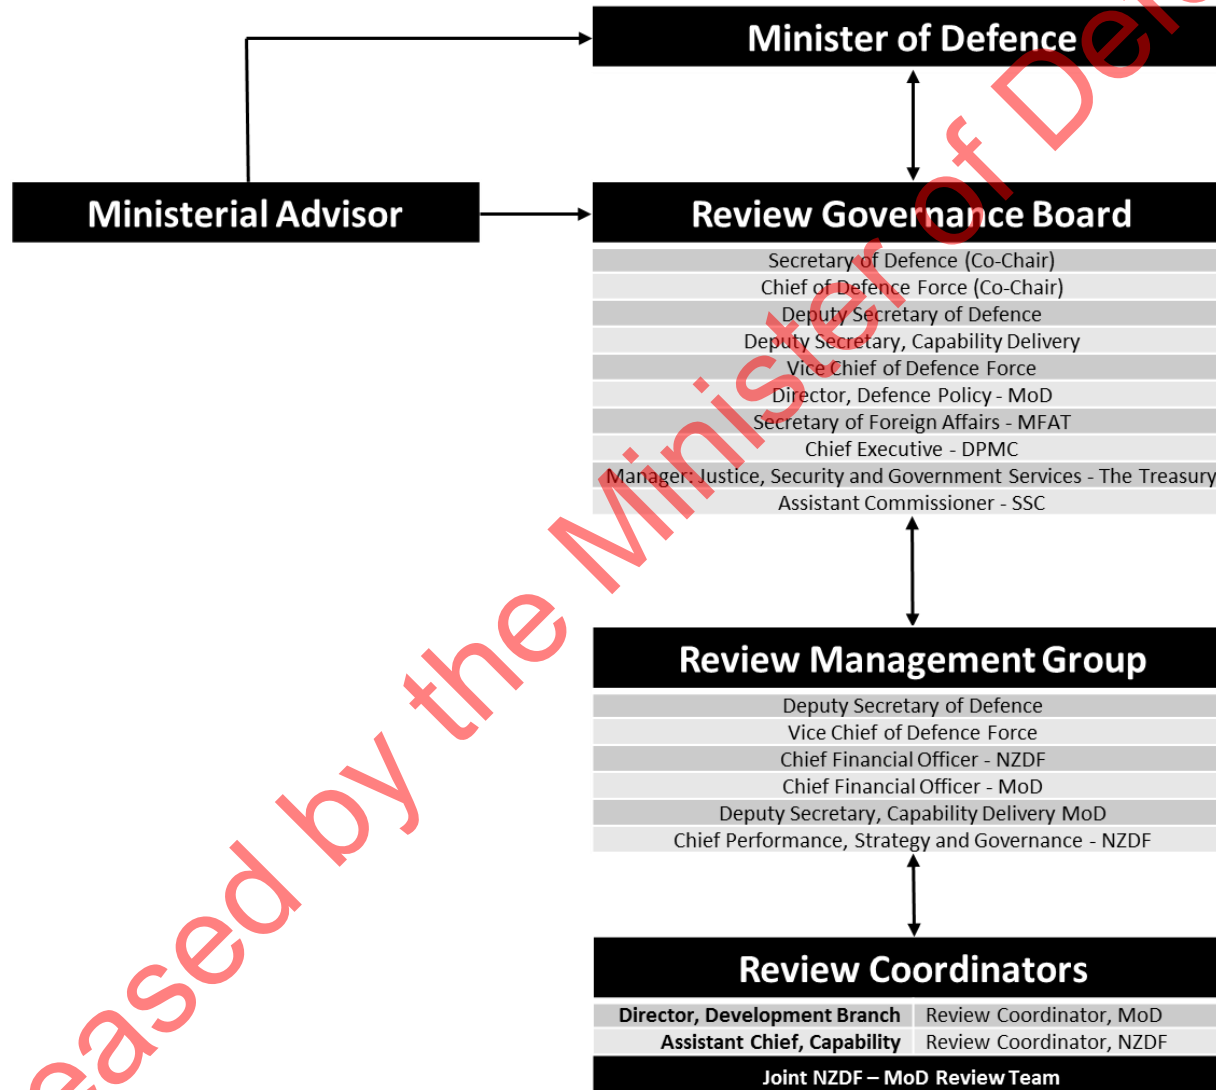 Minister of Defence
Ministerial Advisor
Review Governance Board
Secretary of Defence (Co-Chair)
Chief of Defence Force (Co-Chair)
Deputy Secretary of Defence
Deputy Secretary, Capability Delivery
Vice Chief of Defence Force
Director, Defence Policy - MoD
Secretary of Foreign Affairs - MFAT
Chief Executive - DPMC
Manager: Justice, Security and Government Services - The Treasury
Assistant Commissioner - SSC
Review Management Group
Deputy Secretary of Defence
Vice Chief of Defence Force
Chief Financial Officer - NZDF
Chief Financial Officer - MoD
Deputy Secretary, Capability Delivery MoD
Chief Performance, Strategy and Governance - NZDF
Review Coordinators
Director, Development Branch Review Coordinator, MoD
Assistant Chief, Capability Review Coordinator, NZDF
Joint NZDF – MoD Review Team
eased by the Minister of Defe